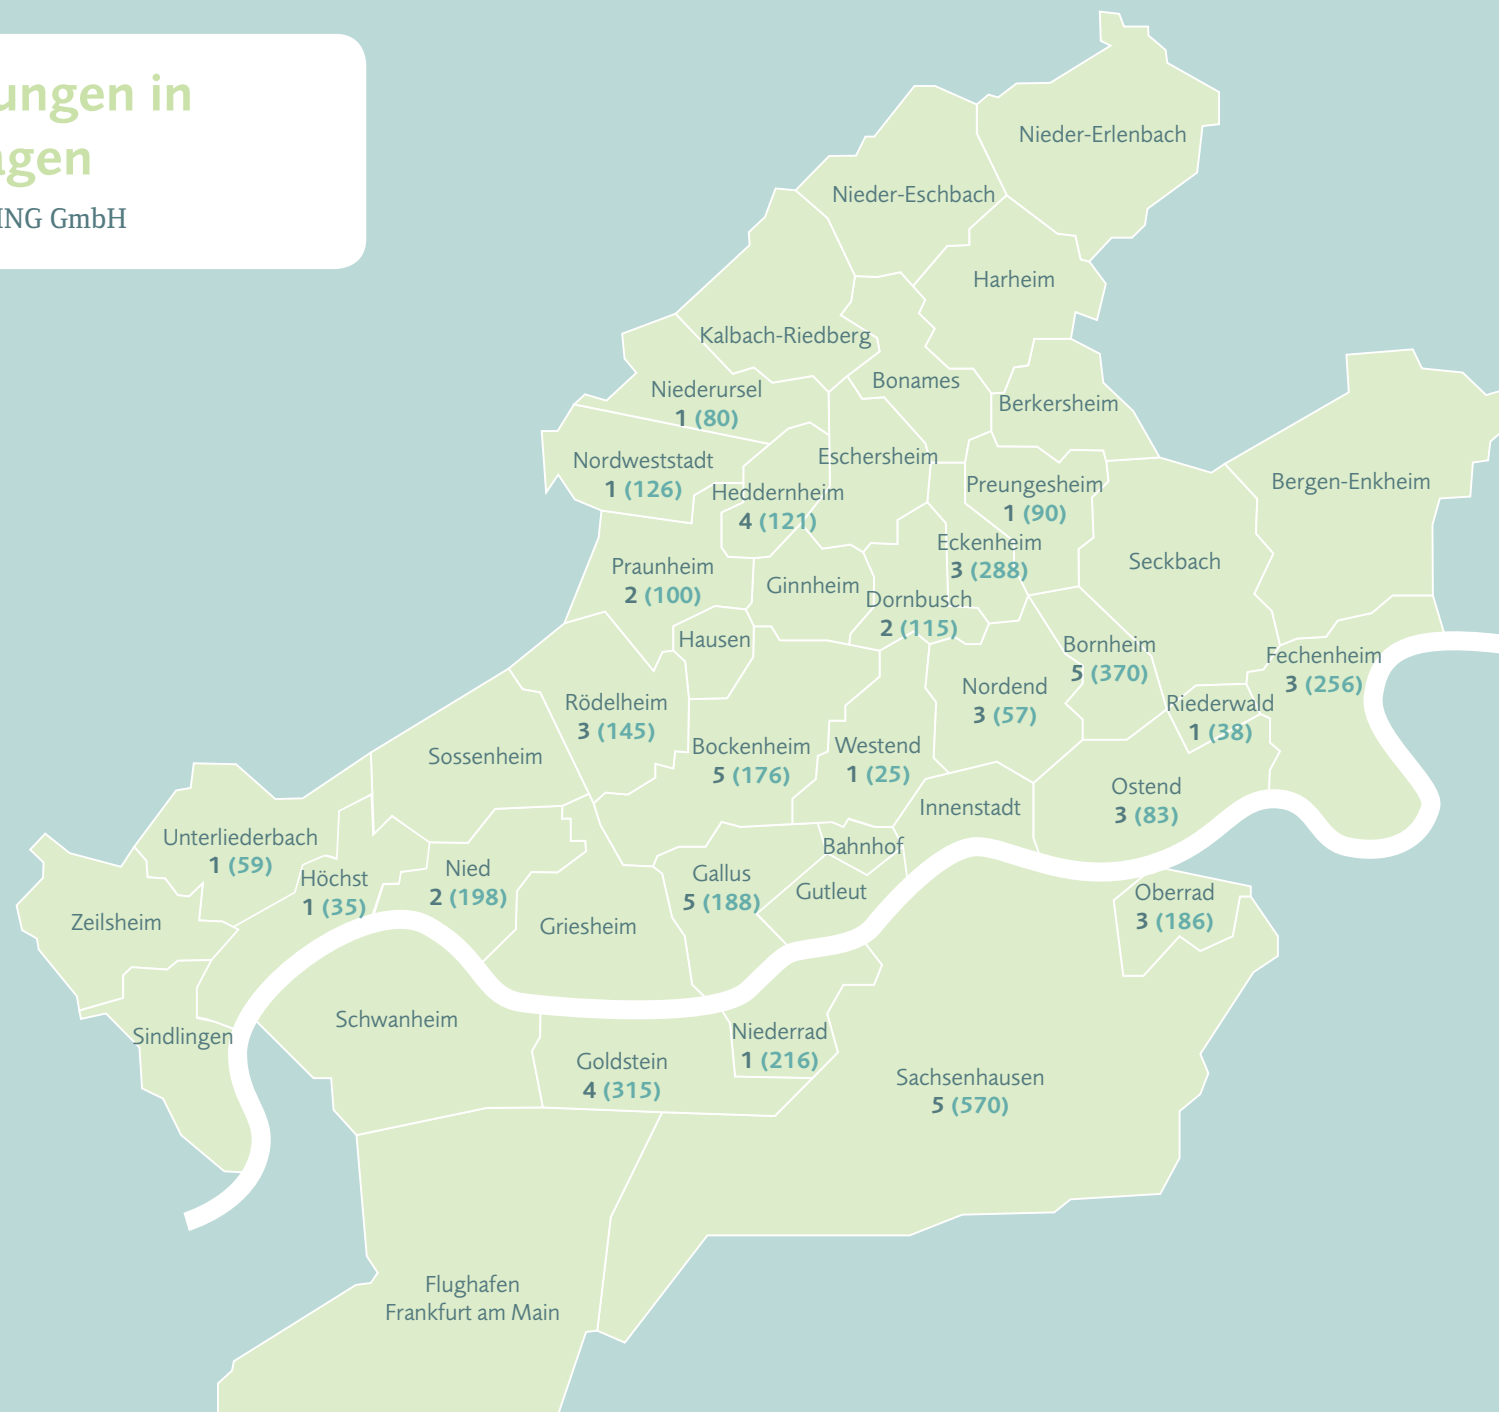 ungen in
agen
ING GmbH
Nieder-Erlenbach
Nieder-Eschbach
Harheim
Kalbach-Riedberg
Bonames
Niederursel
1 (80)
Berkersheim
Nordweststadt
1 (126)
Eschersheim
Heddernheim
4 (121)
Preungesheim
1 (90)
Bergen-Enkheim
Eckenheim
3 (288)
Seckbach
Praunheim
2 (100)
Ginnheim
Dornbusch
2 (115)
Hausen
Bornheim
5 (370)
Fechenheim
3 (256)
Nordend
3 (57)
Riederwald
1 (38)
Rödelheim
3 (145)
Sossenheim
Bockenheim
5 (176)
Westend
1 (25)
Ostend
3 (83)
Innenstadt
Unterliederbach
1 (59)
Bahnhof
Höchst
1 (35)
Nied
2 (198)
Gallus
5 (188)
Gutleut
Oberrad
3 (186)
Zeilsheim
Griesheim
Schwanheim
Sindlingen
Niederrad
1 (216)
Goldstein
4 (315)
Sachsenhausen
5 (570)
Flughafen
Frankfurt am Main